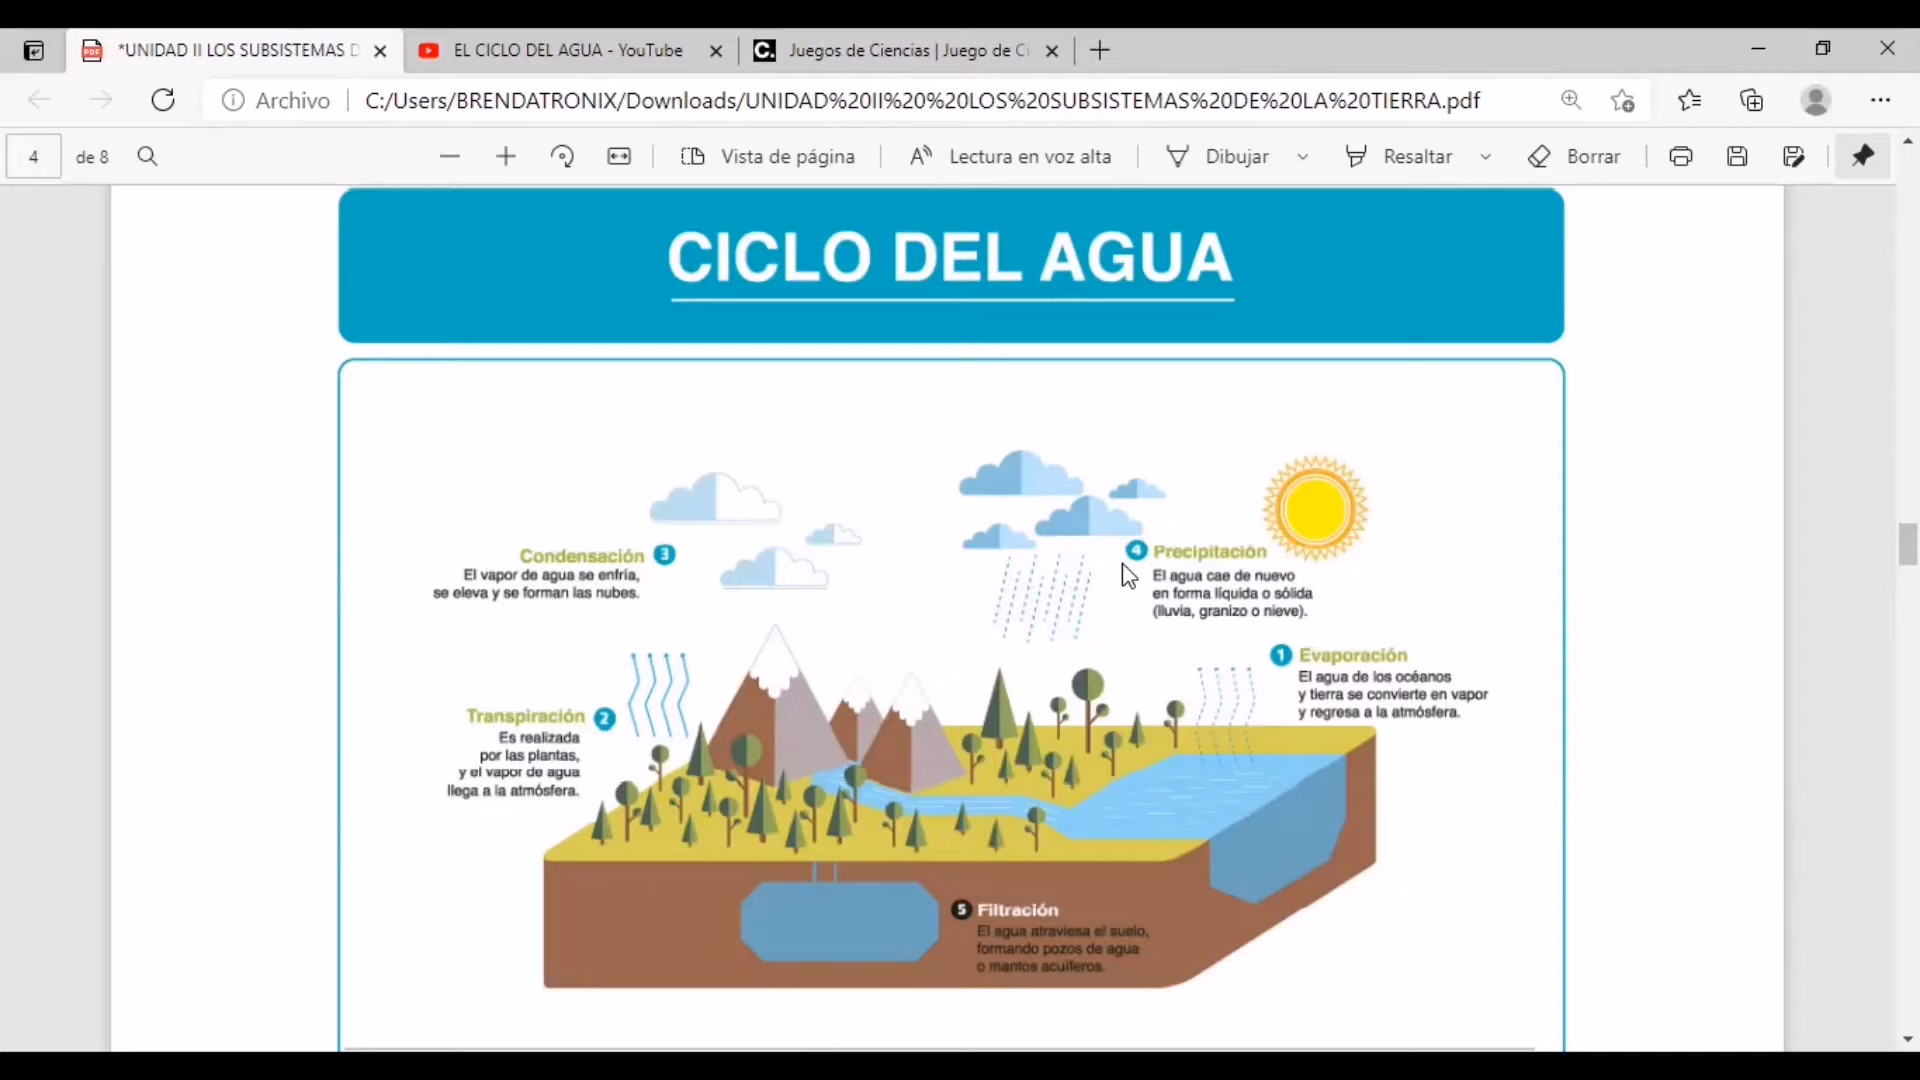 *UNIDAD II LOS SUBSISTEMAS D
EL CICLO DEL AGUA - YouTube
Juegos de Ciencias | Juego de Ci
Archivo
C:/Users/BRENDATRONIX/Downloads/UNIDAD%20II%20%20LOS%20SUBSISTEMAS%20DE%20LA%20TIERRA.pdf
4 de 8
Vista de página
Lectura en voz alta
Dibujar
Resaltar
Borrar
CICLO DEL AGUA
Condensación 3
El vapor de agua se enfría,
se eleva y se forman las nubes.
4 Precipitación
El agua cae de nuevo
en forma líquida o sólida
(lluvia, granizo o nieve).
1 Evaporación
El agua de los océanos
y tierra se convierte en vapor
y regresa a la atmósfera.
Transpiración 2
Es realizada
por las plantas,
y el vapor de agua
llega a la atmósfera.
5 Filtración
El agua atraviesa el suelo,
formando pozos de agua
o mantos acuíferos.